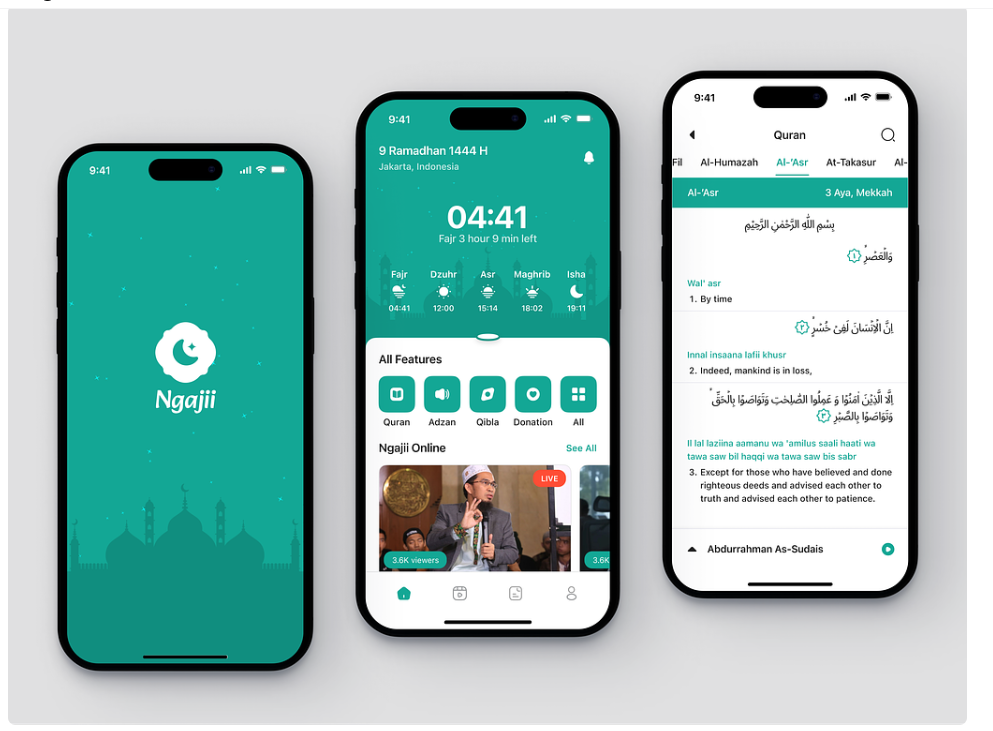 9:41
Ngajii
9:41
9 Ramadhan 1444 H
Jakarta, Indonesia
04:41
Fajr 3 hour 9 min left
Fajr Dzuhr Asr Maghrib Isha
04:41 12:00 15:14 18:02 19:11
All Features
Quran Adzan Qibla Donation All
Ngajii Online See All
LIVE
3.6K viewers 3.6K
9:41
Quran
Fil Al-Humazah Al-'Asr At-Takasur Al-
Al-'Asr 3 Aya, Mekkah
بِسْمِ اللّٰهِ الرَّحْمٰنِ الرَّحِيْمِ
وَالْعَصْرِۙ ١
Wal' asr
1. By time
اِنَّ الْاِنْسَانَ لَفِيْ خُسْرٍۙ ٢
Innal insaana lafii khusr
2. Indeed, mankind is in loss,
اِلَّا الَّذِيْنَ اٰمَنُوْا وَ عَمِلُوا الصّٰلِحٰتِ وَتَوَاصَوْا بِالْحَقِّ ۙ
وَتَوَاصَوْا بِالصَّبْرِ ٣
Il lal laziina aamanu wa 'amilus saali haati wa
tawa saw bil haqqi wa tawa saw bis sabr
3. Except for those who have believed and done
righteous deeds and advised each other to
truth and advised each other to patience.
Abdurrahman As-Sudais